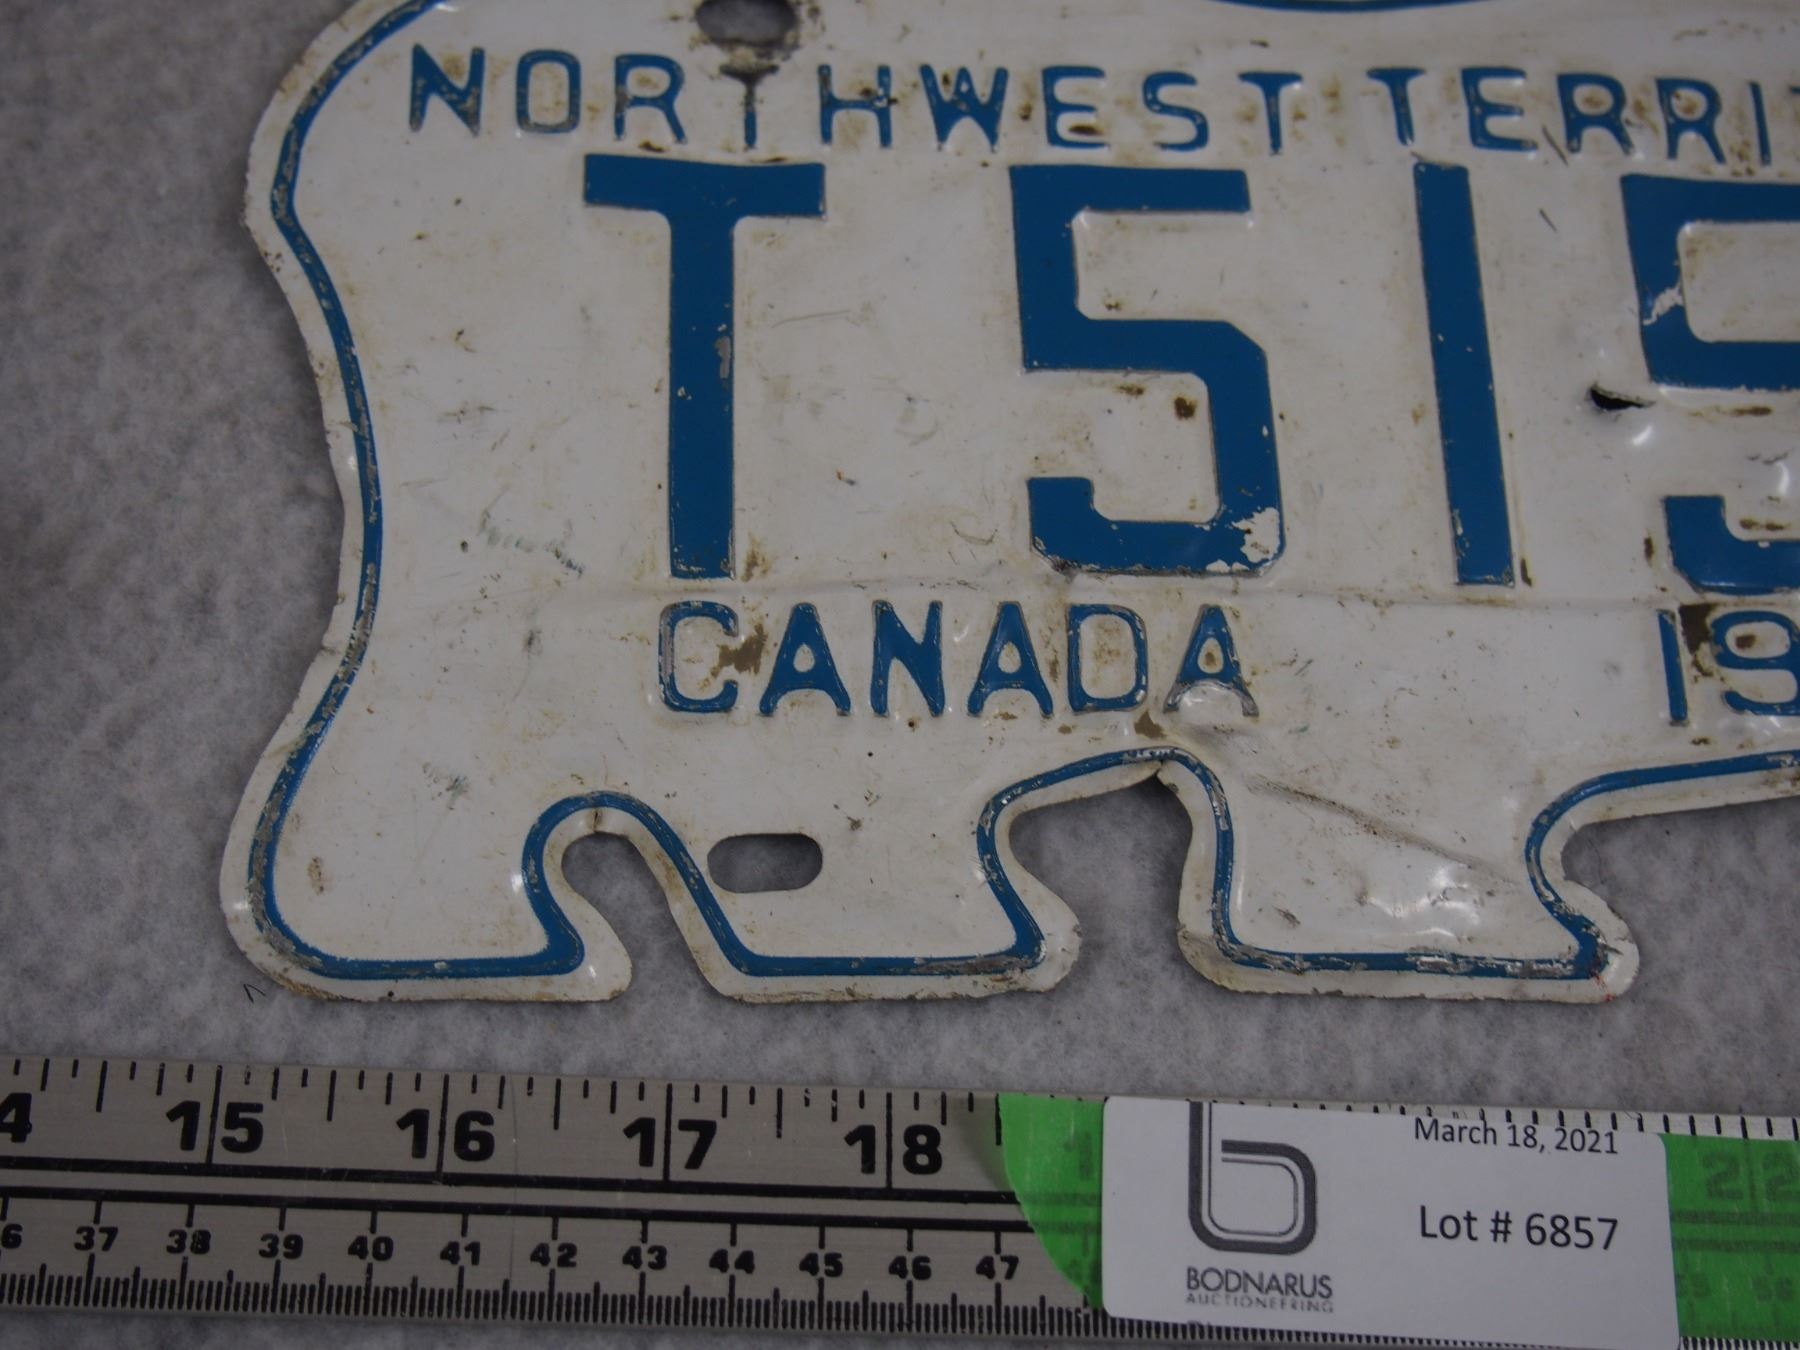 NORTHWEST TERRI
T 515
CANADA 19
15 16 17 18
37 38 39 40 41 42 43 44 45 46 47
March 18, 2021
Lot # 6857
BODNARUS
AUCTIONEERING